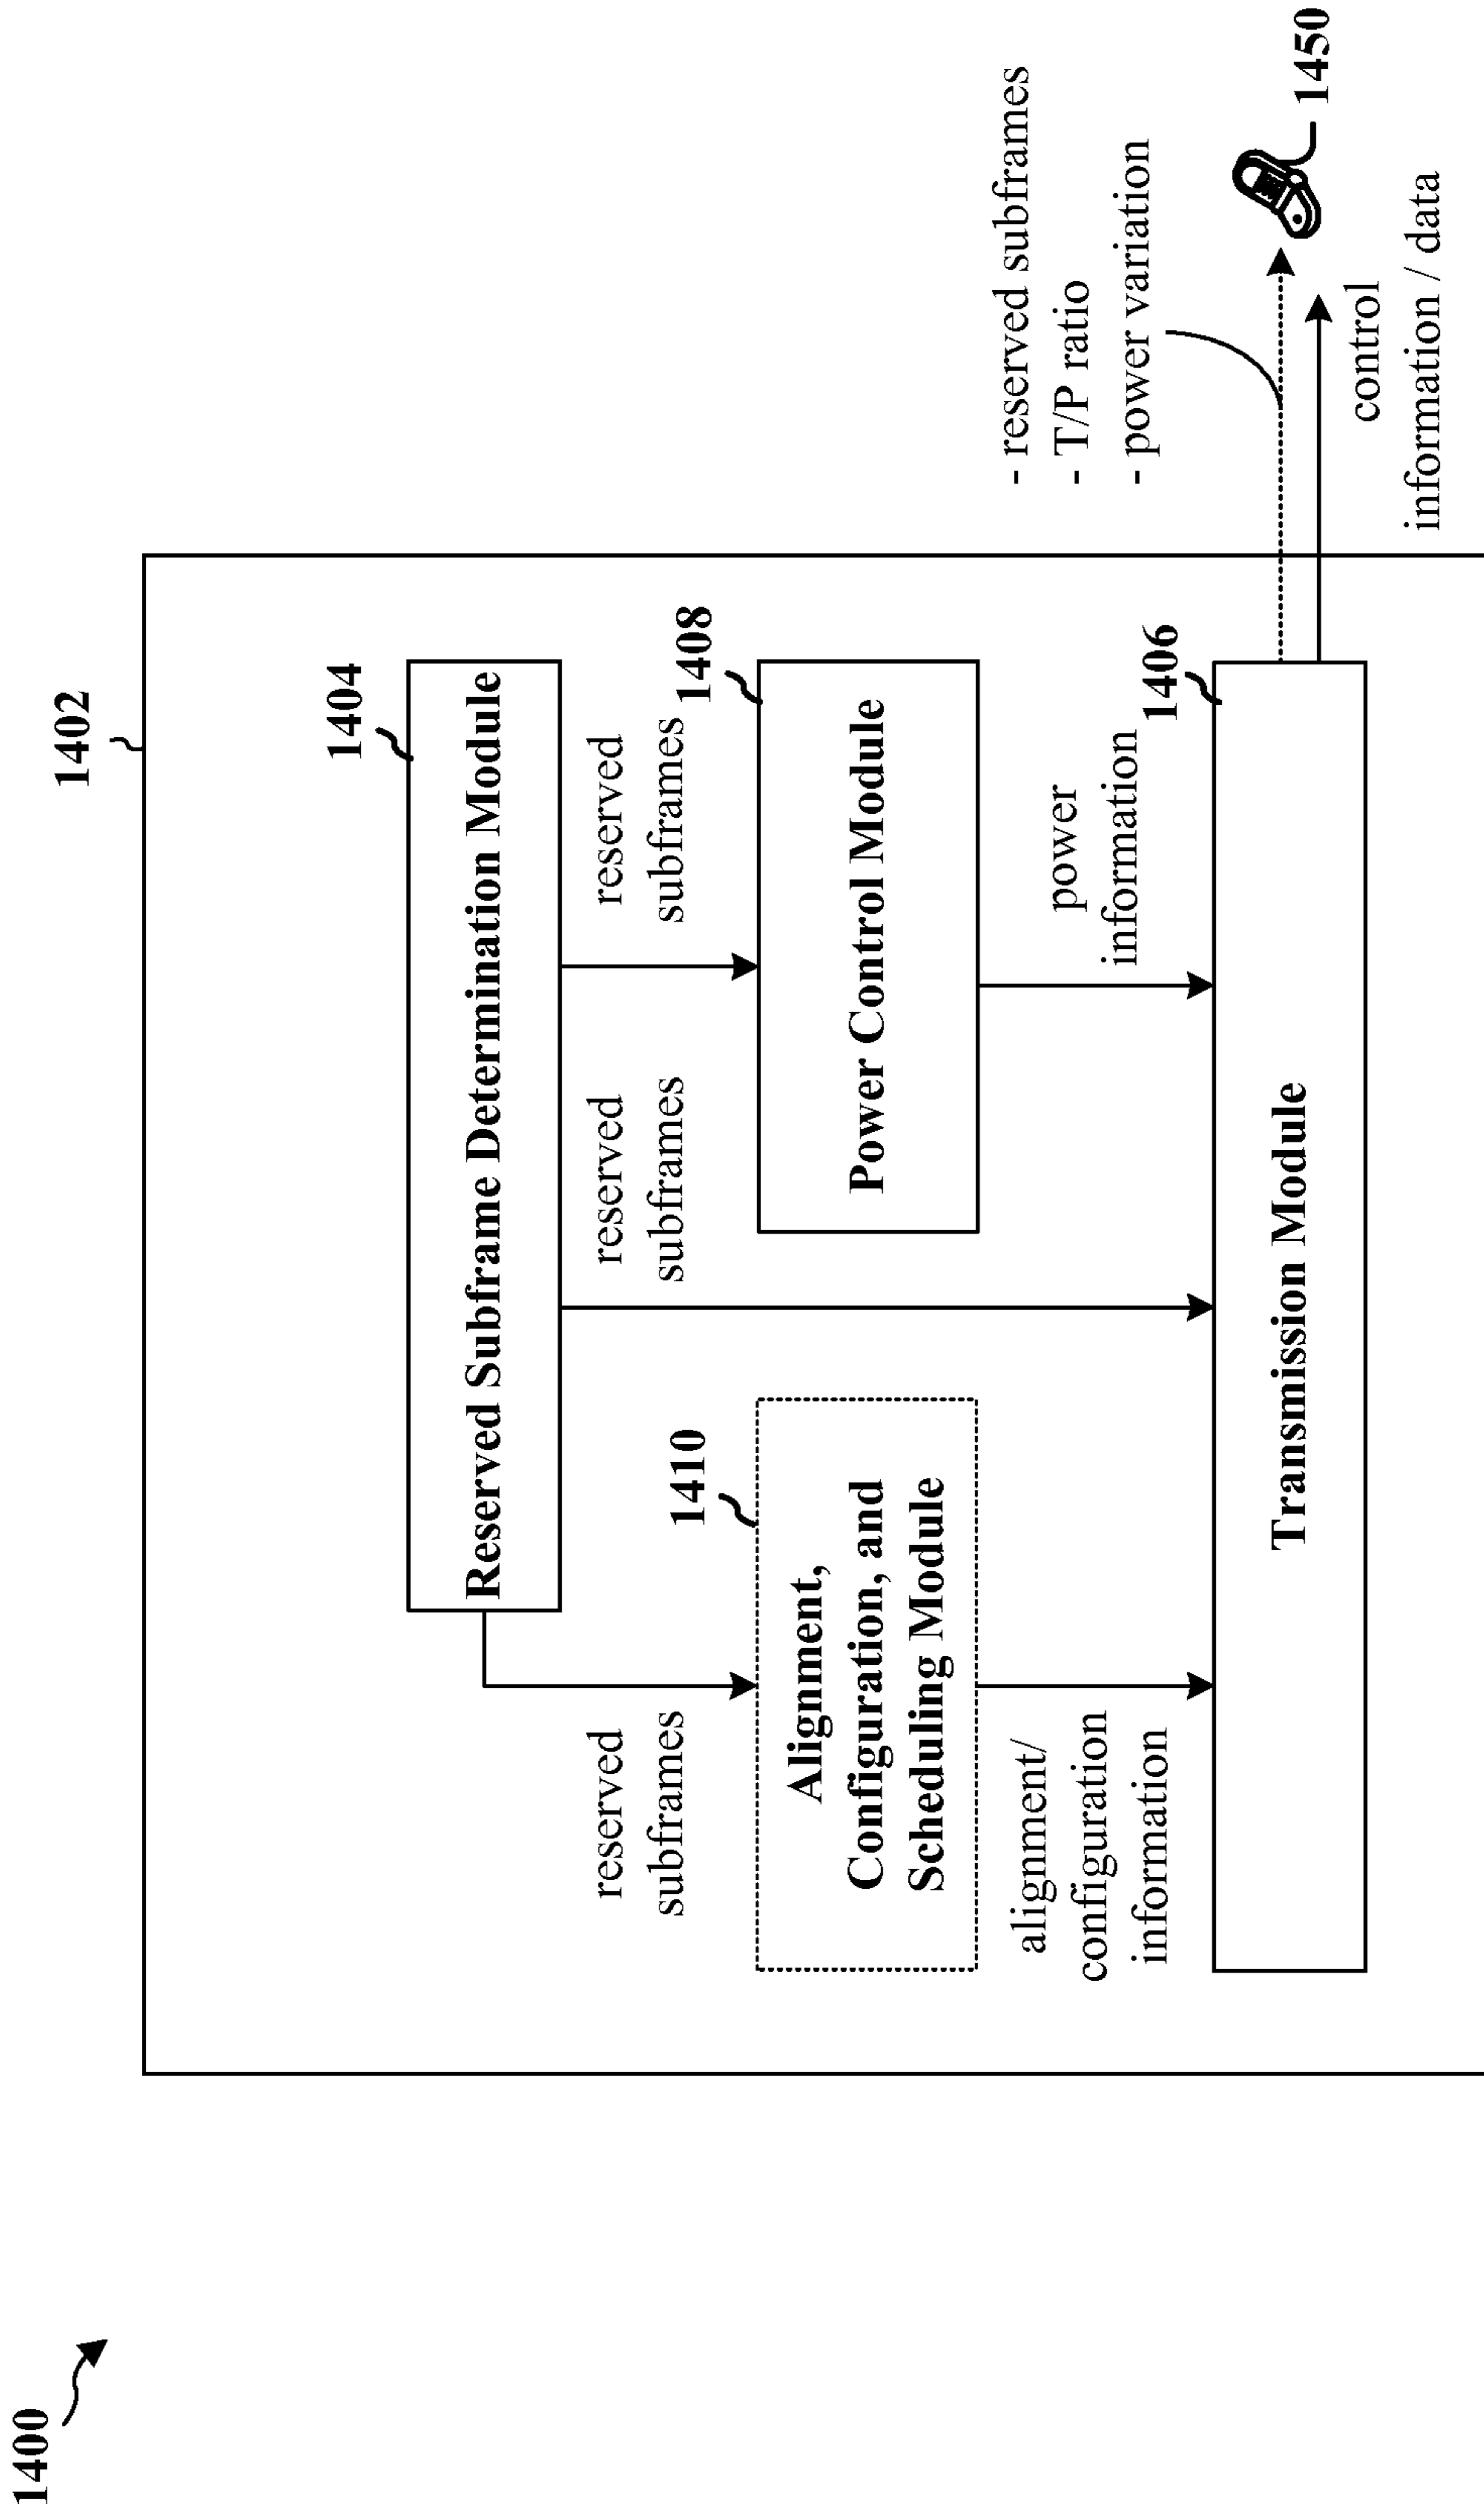 1400
1402
1404
Reserved Subframe Determination Module
reserved
subframes
reserved
subframes
reserved
subframes
1410
1408
Alignment,
Configuration, and
Scheduling Module
Power Control Module
alignment/
configuration
information
power
information
1406
Transmission Module
- reserved subframes
- T/P ratio
- power variation
1450
control
information / data